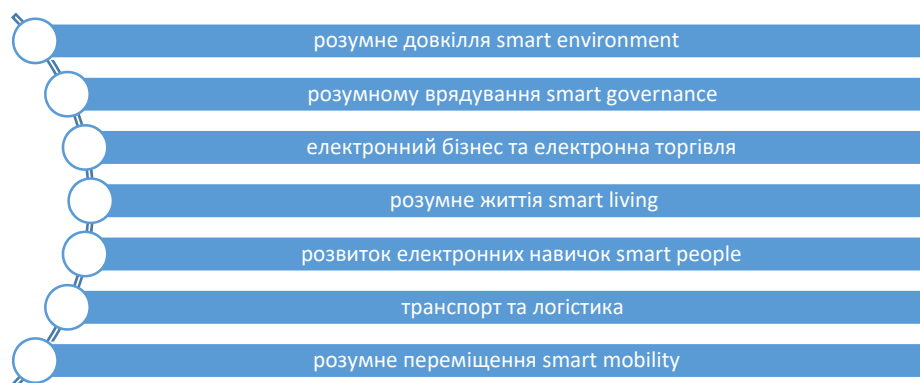 розумне довкілля smart environment
розумному врядування smart governance
електронний бізнес та електронна торгівля
розумне життія smart living
розвиток електронних навичок smart people
транспорт та логістика
розумне переміщення smart mobility